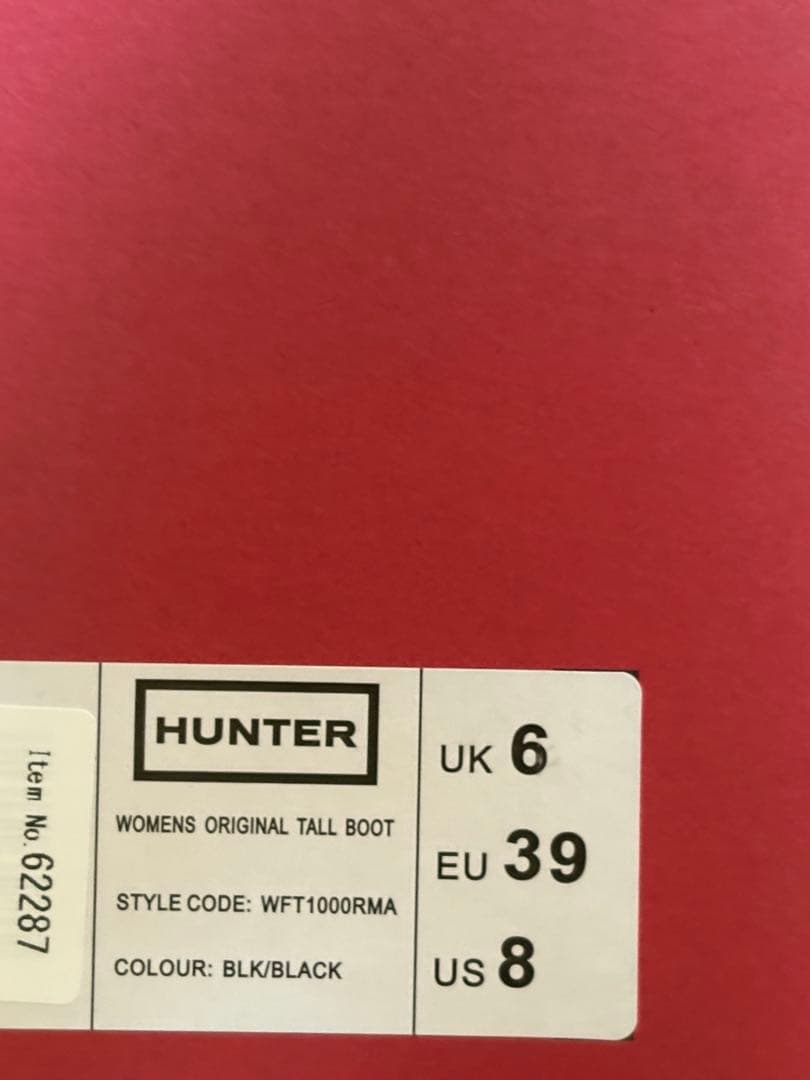 Item No. 62287
HUNTER
WOMENS ORIGINAL TALL BOOT
STYLE CODE: WFT1000RMA
COLOUR: BLK/BLACK
UK 6
EU 39
US 8